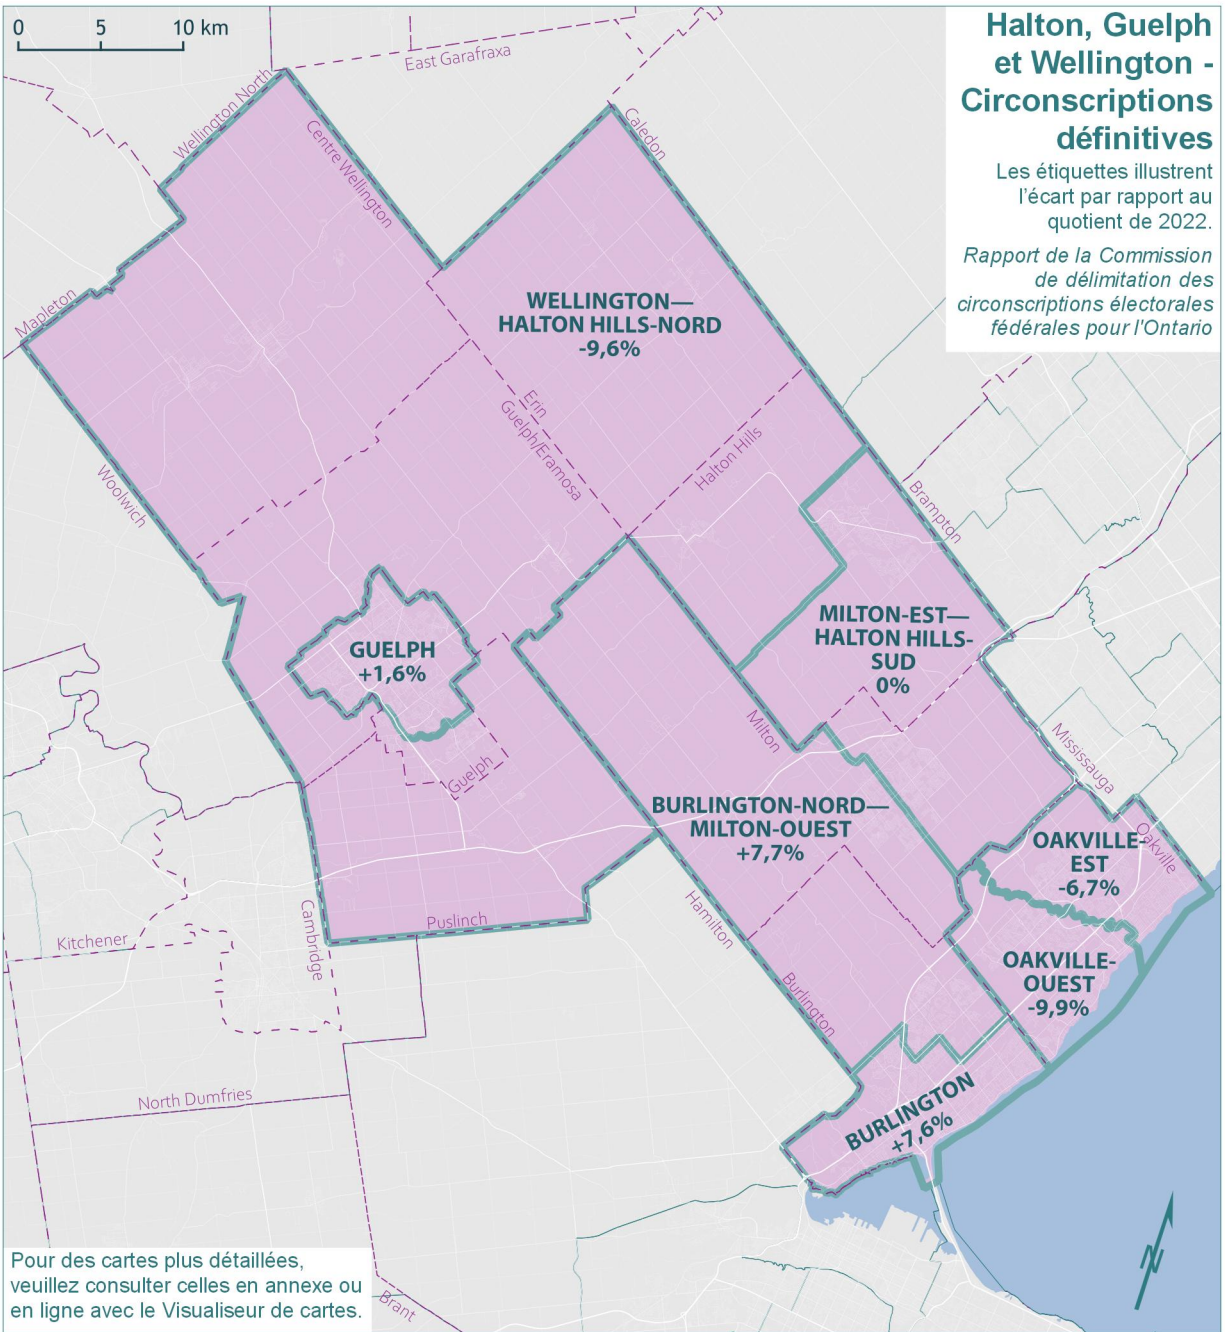 0 5 10 km
Halton, Guelph
et Wellington -
Circonscriptions
définitives
Les étiquettes illustrent
l'écart par rapport au
quotient de 2022.
Rapport de la Commission
de délimitation des
circonscriptions électorales
fédérales pour l'Ontario
East Garafraxa
Wellington North
Centre Wellington
Caledon
Mapleton
WELLINGTON—
HALTON HILLS-NORD
-9,6%
Erin
Guelph/Eramosa
Halton Hills
Woolwich
Brampton
GUELPH
+1,6%
MILTON-EST—
HALTON HILLS-
SUD
0%
Milton
Mississauga
Guelph
BURLINGTON-NORD—
MILTON-OUEST
+7,7%
OAKVILLE-
EST
-6,7%
Oakville
Hamilton
Puslinch
Cambridge
Kitchener
OAKVILLE-
OUEST
-9,9%
Burlington
North Dumfries
BURLINGTON
+7,6%
Pour des cartes plus détaillées,
veuillez consulter celles en annexe ou
en ligne avec le Visualiseur de cartes.
Brant
N